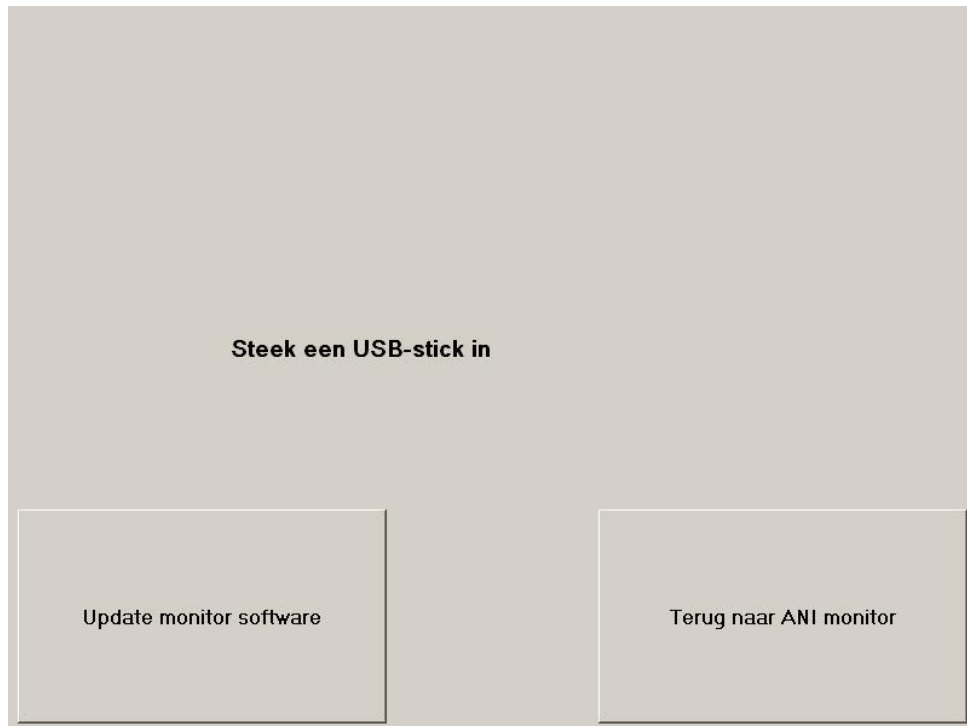 Steek een USB-stick in
Update monitor software
Terug naar ANI monitor